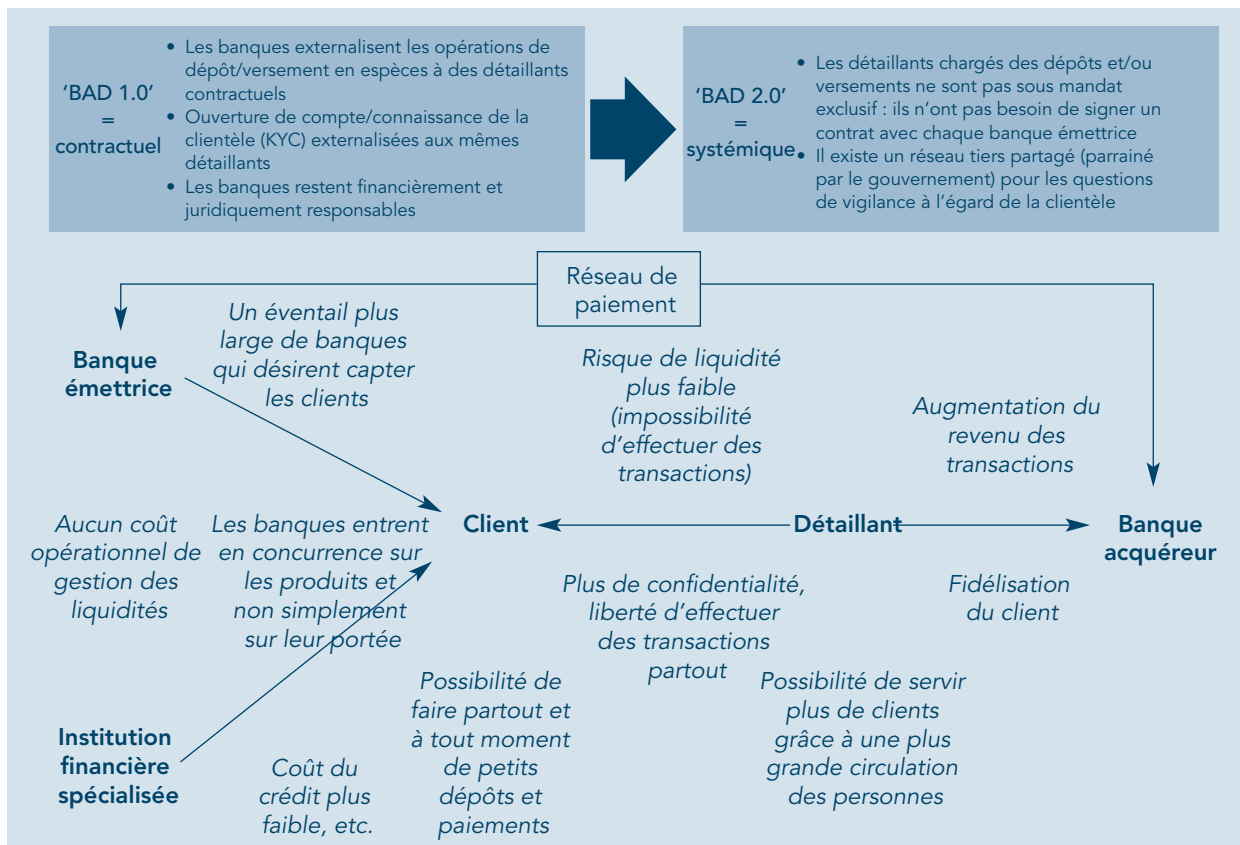 ‘BAD 1.0’
=
contractuel
• Les banques externalisent les opérations de
dépôt/versement en espèces à des détaillants
contractuels
• Ouverture de compte/connaissance de la
clientèle (KYC) externalisées aux mêmes
détaillants
• Les banques restent financièrement et
juridiquement responsables
‘BAD 2.0’
=
systémique
• Les détaillants chargés des dépôts et/ou
versements ne sont pas sous mandat
exclusif : ils n’ont pas besoin de signer un
contrat avec chaque banque émettrice
• Il existe un réseau tiers partagé (parrainé
par le gouvernement) pour les questions
de vigilance à l’égard de la clientèle
Réseau de
paiement
Banque
émettrice
Un éventail plus
large de banques
qui désirent capter
les clients
Risque de liquidité
plus faible
(impossibilité
d’effectuer des
transactions)
Augmentation du
revenu des
transactions
Aucun coût
opérationnel de
gestion des
liquidités
Les banques entrent
en concurrence sur
les produits et
non simplement
sur leur portée
Client
Détaillant
Banque
acquéreur
Plus de confidentialité,
liberté d’effectuer
des transactions
partout
Fidélisation
du client
Institution
financière
spécialisée
Coût du
crédit plus
faible, etc.
Possibilité de
faire partout et
à tout moment
de petits
dépôts et
paiements
Possibilité de servir
plus de clients
grâce à une plus
grande circulation
des personnes